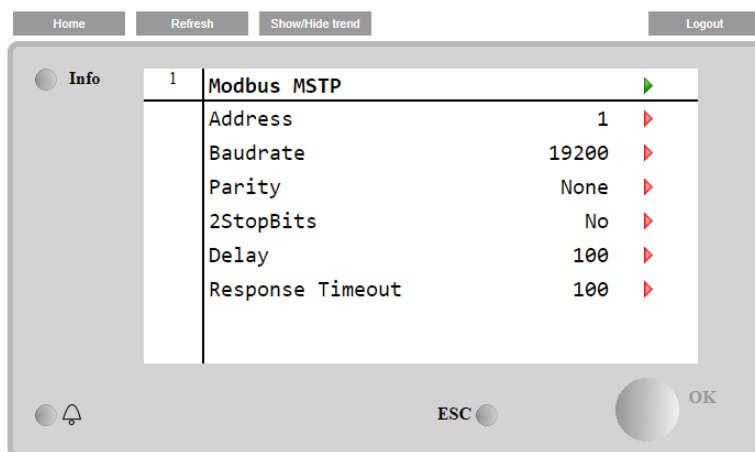 Home Refresh Show/Hide trend Logout
Info
1 Modbus MSTP
Address 1
Baudrate 19200
Parity None
2StopBits No
Delay 100
Response Timeout 100
ESC OK